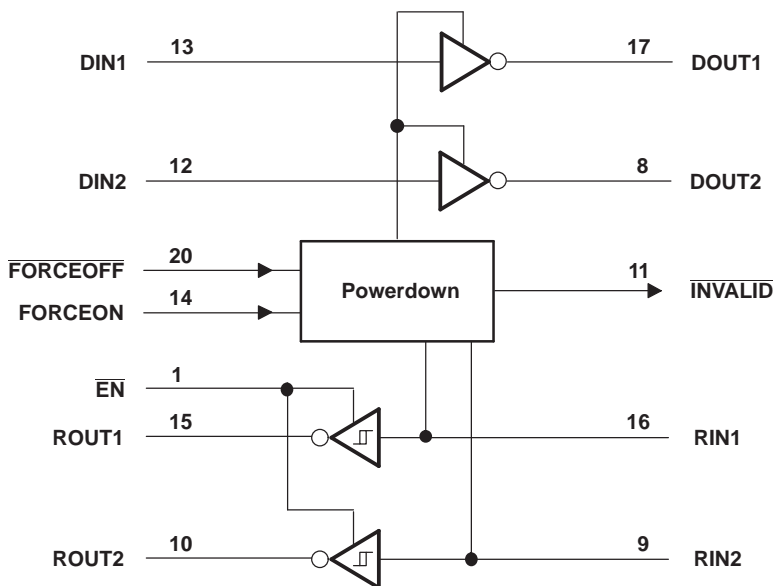 DIN1 13 17 DOUT1
DIN2 12 8 DOUT2
FORCEOFF 20
Powerdown
11 INVALID
FORCEON 14
EN 1
ROUT1 15 16 RIN1
ROUT2 10 9 RIN2